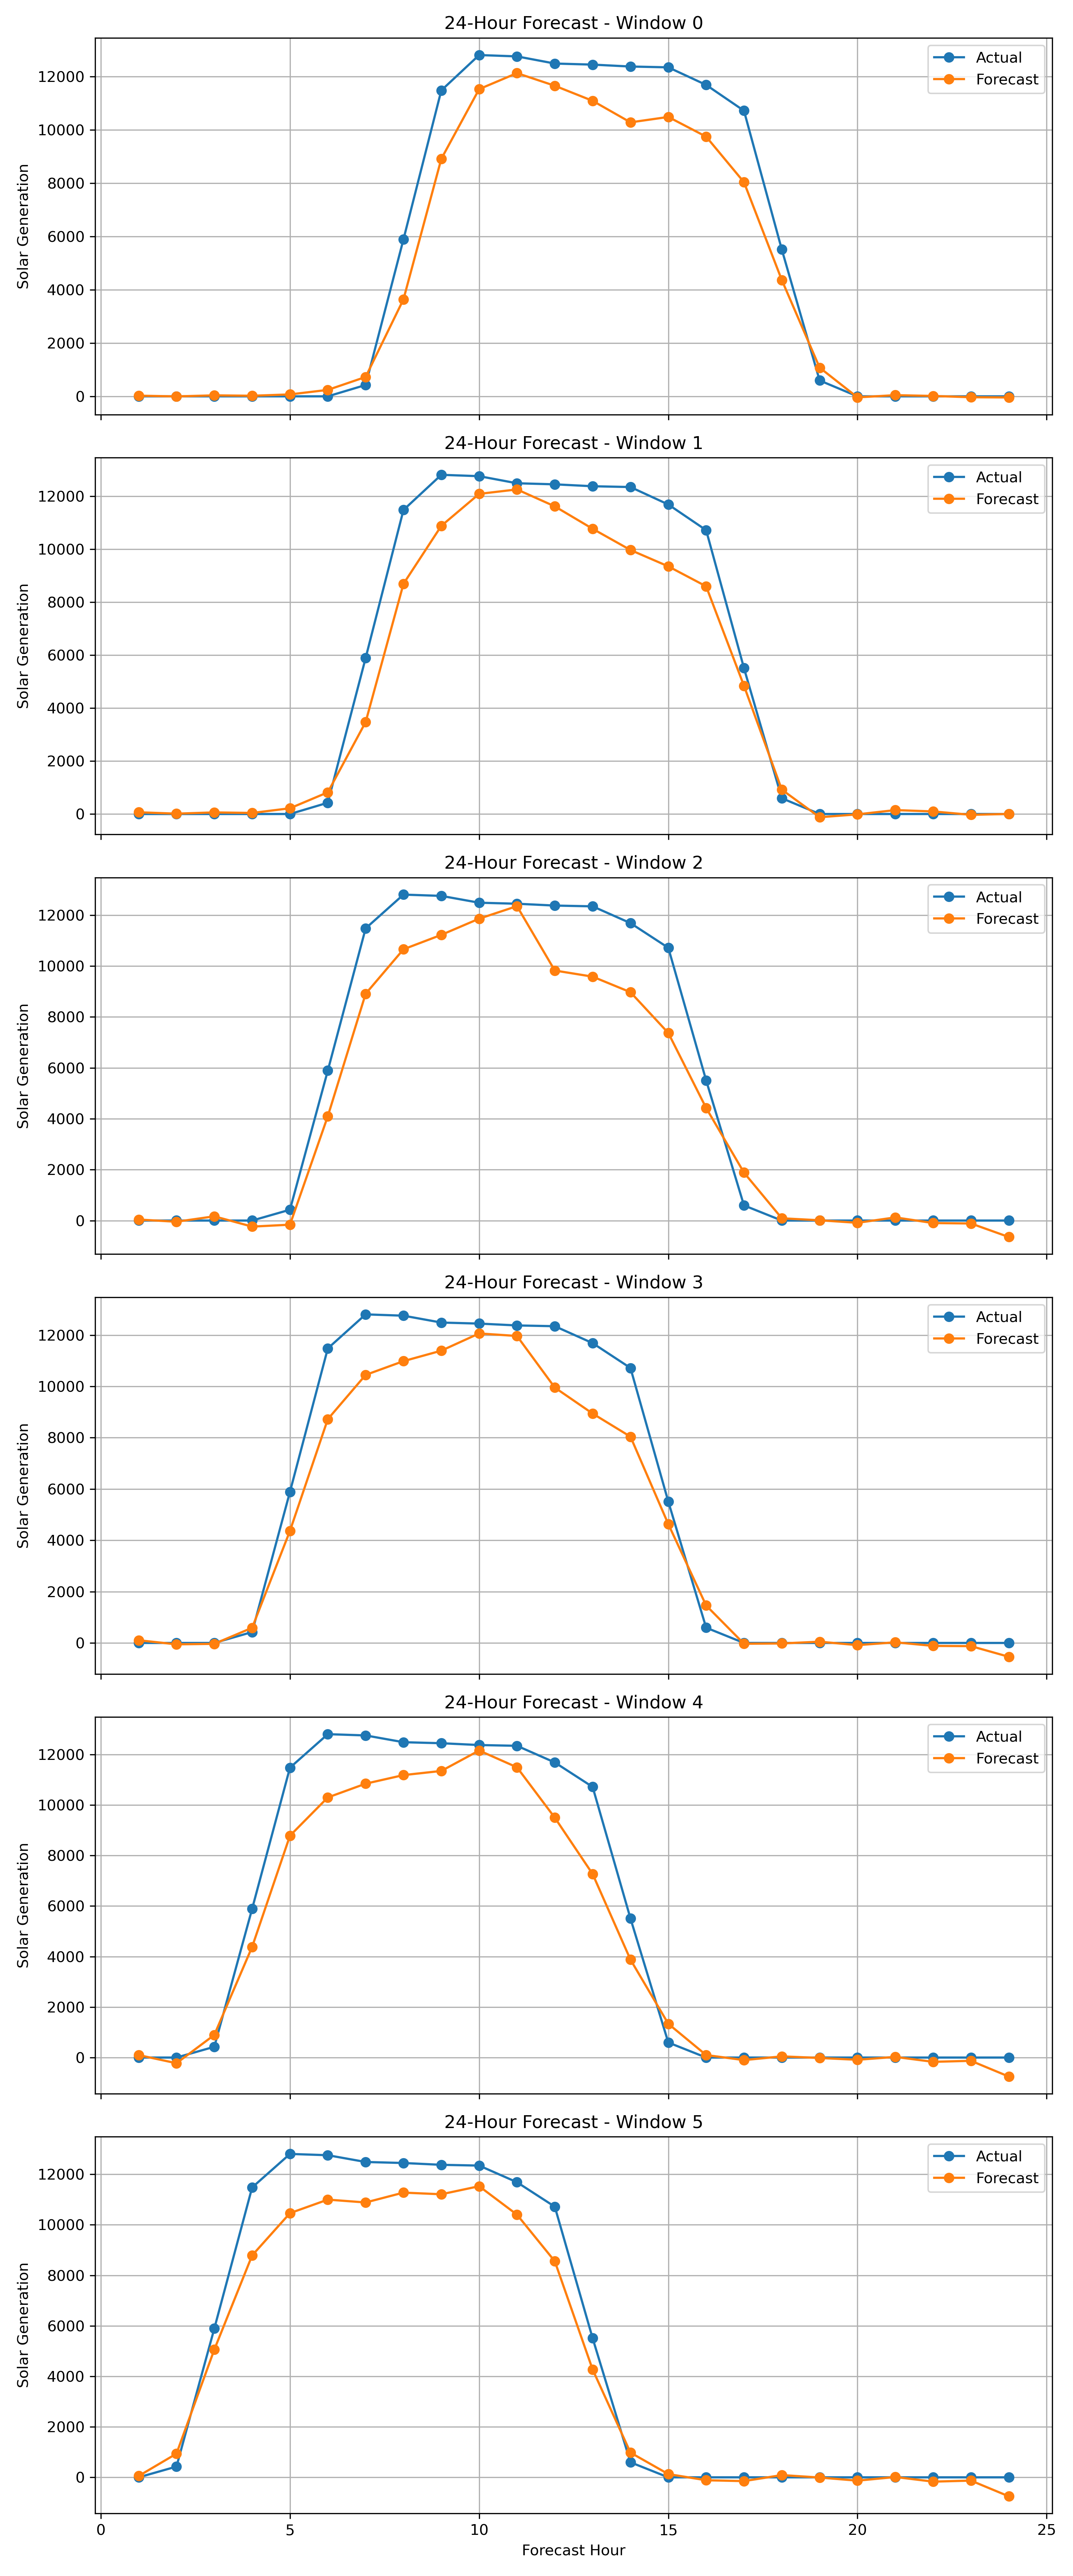 24-Hour Forecast - Window 0
Actual
Forecast
12000
10000
8000
6000
4000
2000
0
Solar Generation
24-Hour Forecast - Window 1
Actual
Forecast
12000
10000
8000
6000
4000
2000
0
Solar Generation
24-Hour Forecast - Window 2
Actual
Forecast
12000
10000
8000
6000
4000
2000
0
Solar Generation
24-Hour Forecast - Window 3
Actual
Forecast
12000
10000
8000
6000
4000
2000
0
Solar Generation
24-Hour Forecast - Window 4
Actual
Forecast
12000
10000
8000
6000
4000
2000
0
Solar Generation
24-Hour Forecast - Window 5
Actual
Forecast
12000
10000
8000
6000
4000
2000
0
Solar Generation
0 5 10 15 20 25
Forecast Hour